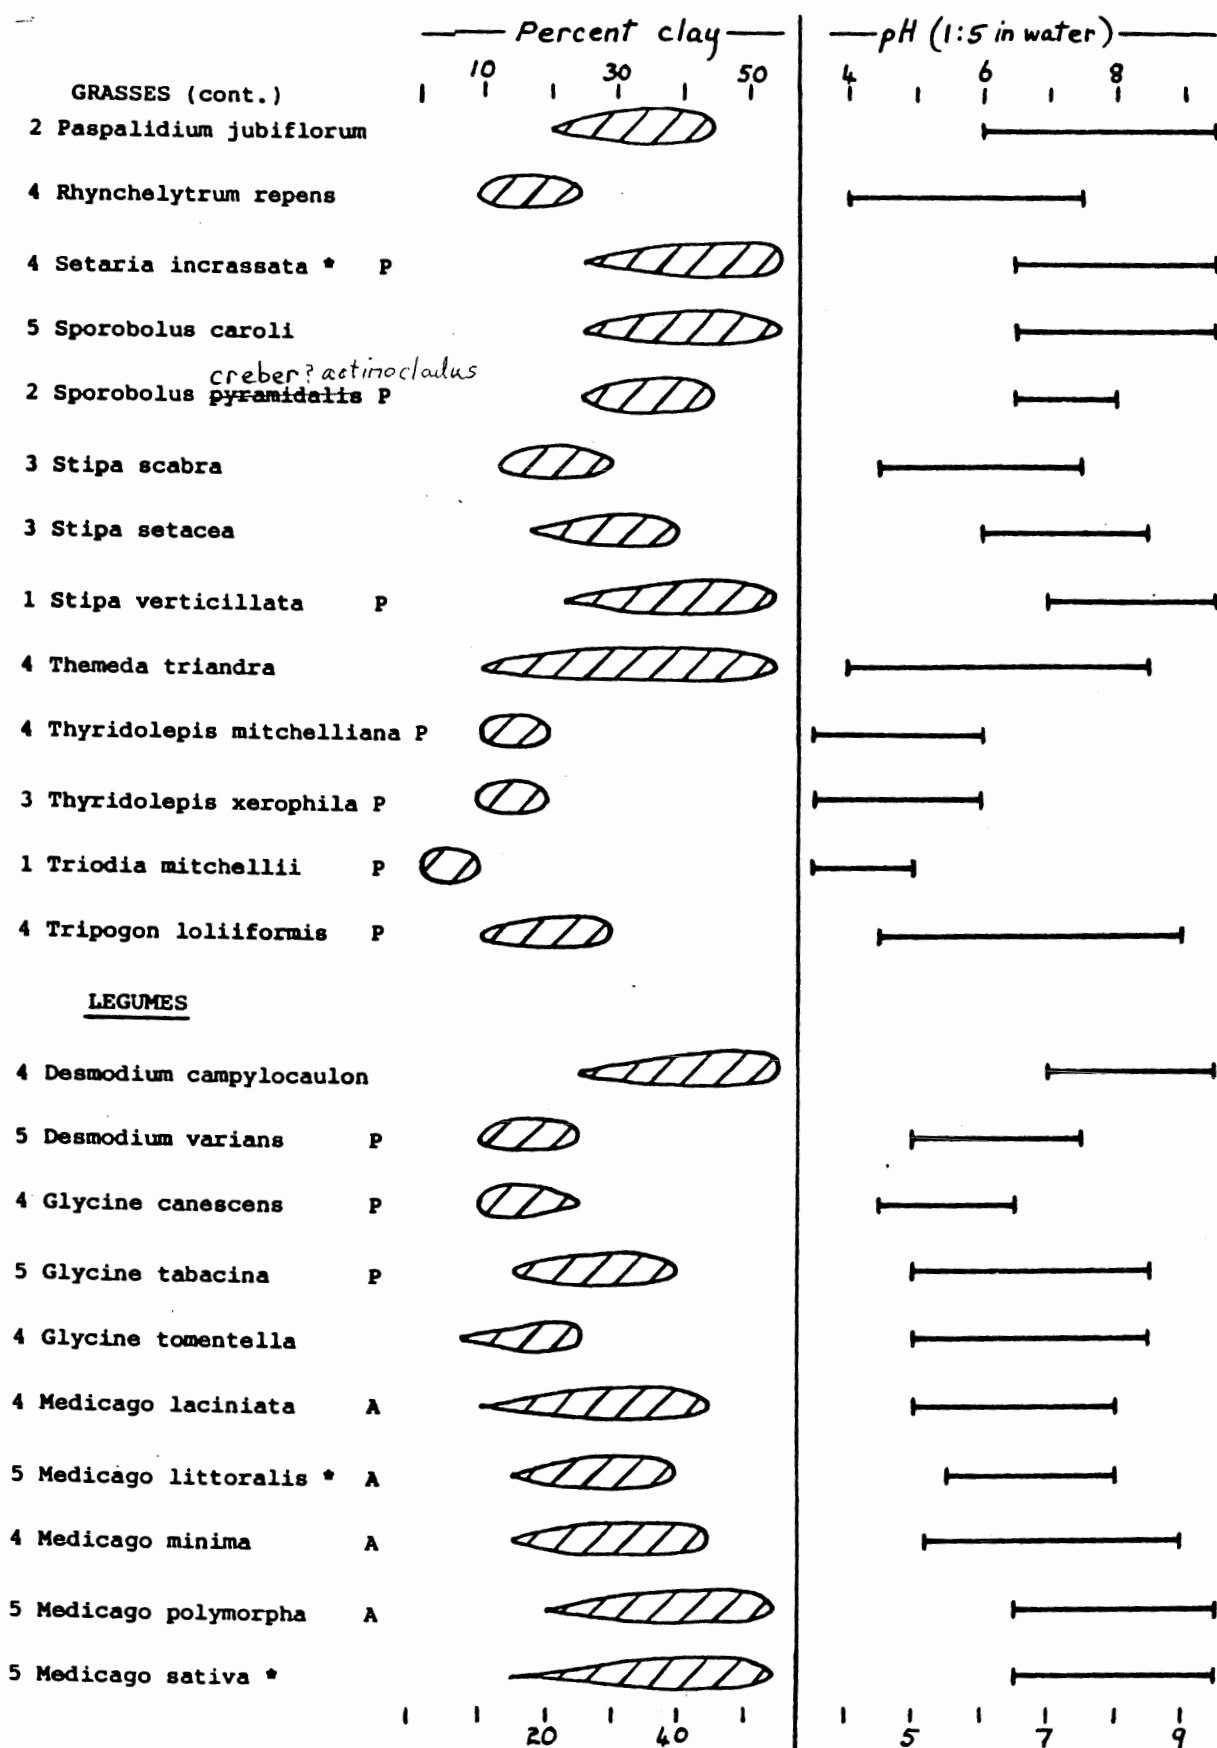 Percent clay pH (1:5 in water)
10 30 50 4 6 8
GRASSES (cont.)
2 Paspalidium jubiflorum
4 Rhynchelytrum repens
4 Setaria incrassata * P
5 Sporobolus caroli
creber? actinocladus
2 Sporobolus pyramidalis P
3 Stipa scabra
3 Stipa setacea
1 Stipa verticillata P
4 Themeda triandra
4 Thyridolepis mitchelliana P
3 Thyridolepis xerophila P
1 Triodia mitchellii P
4 Tripogon loliiformis P
LEGUMES
4 Desmodium campylocaulon
5 Desmodium varians P
4 Glycine canescens P
5 Glycine tabacina P
4 Glycine tomentella
4 Medicago laciniata A
5 Medicago littoralis * A
4 Medicago minima A
5 Medicago polymorpha A
5 Medicago sativa *
20 40 5 7 9